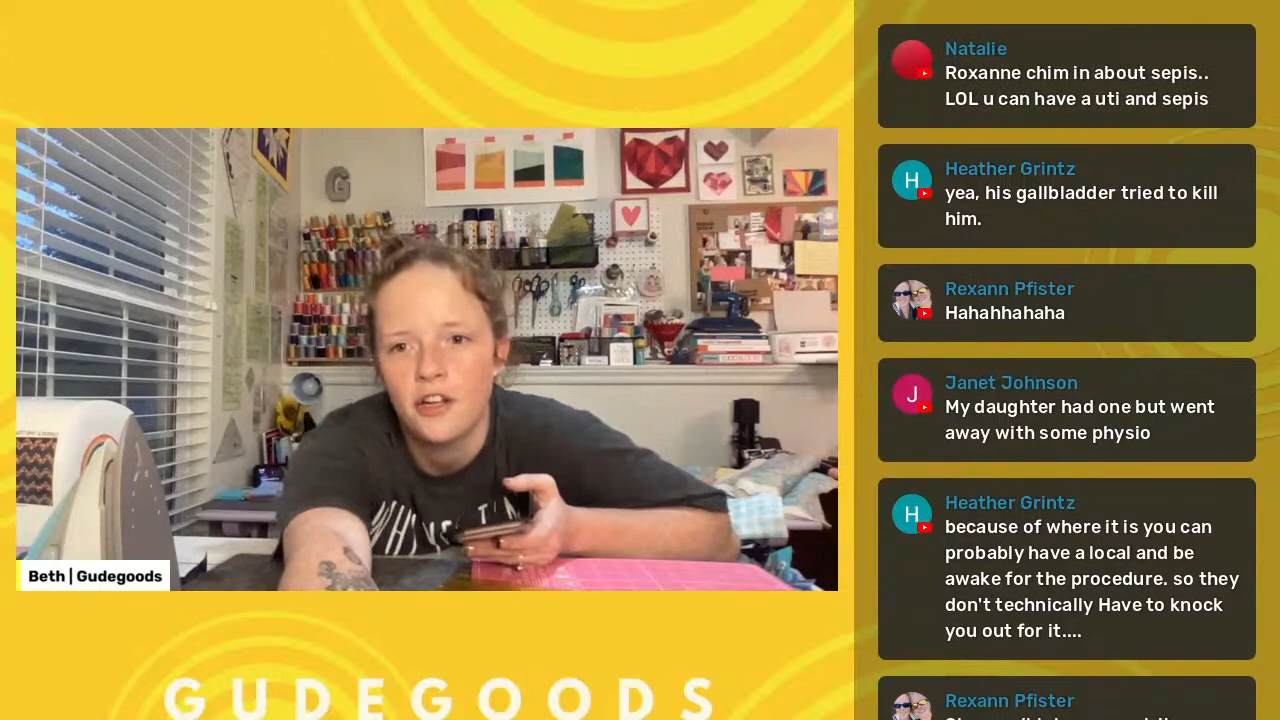 Natalie
Roxanne chim in about sepis..
LOL u can have a uti and sepis
Heather Grintz
yea, his gallbladder tried to kill
him.
Rexann Pfister
Hahahhahaha
Janet Johnson
My daughter had one but went
away with some physio
Heather Grintz
because of where it is you can
probably have a local and be
awake for the procedure. so they
don't technically Have to knock
you out for it....
Rexann Pfister
G
H
J
H
Beth | Gudegoods
GUDEGOODS